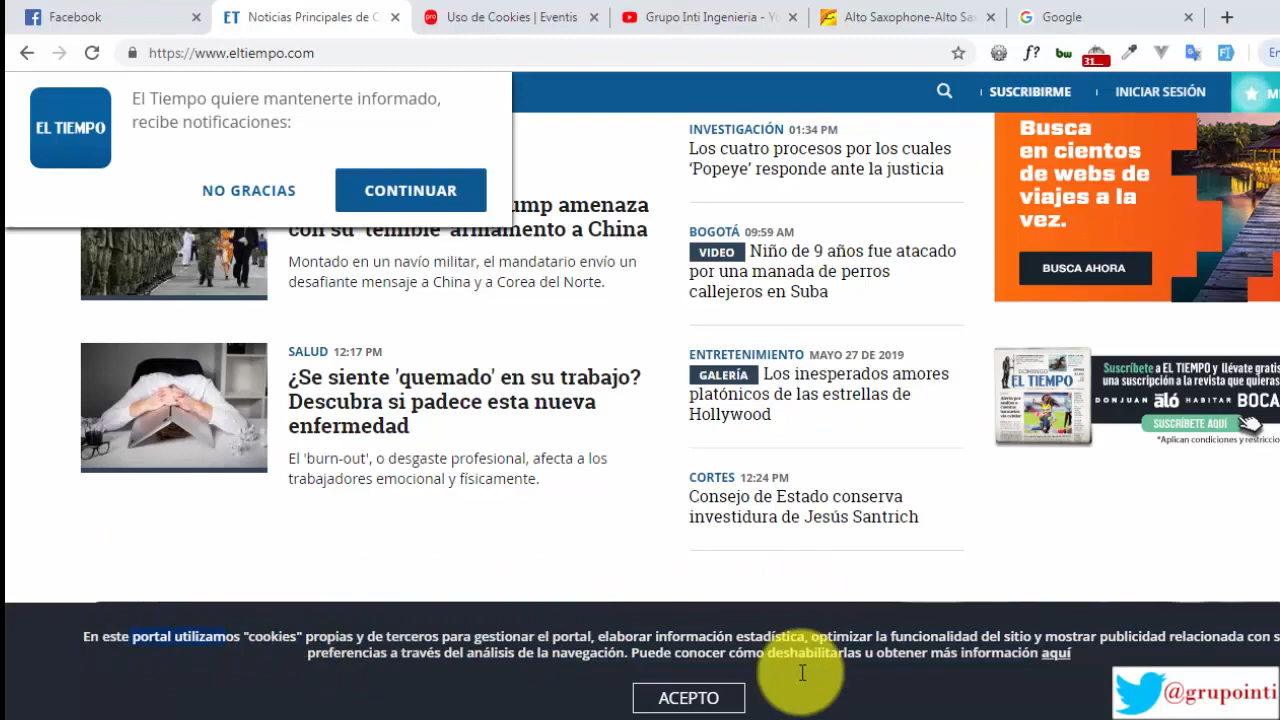 Facebook
Noticias Principales de C
Uso de Cookies | Eventis
Grupo Inti Ingenieria - Yo
Alto Saxophone-Alto Sax
Google
https://www.eltiempo.com
f?
bw
31...
En
El Tiempo quiere mantenerte informado,
recibe notificaciones:
EL TIEMPO
NO GRACIAS
CONTINUAR
SUSCRIBIRME
INICIAR SESIÓN
ump amenaza
con su 'temible' armamento a China
Montado en un navío militar, el mandatario envío un
desafiante mensaje a China y a Corea del Norte.
SALUD 12:17 PM
¿Se siente 'quemado' en su trabajo?
Descubra si padece esta nueva
enfermedad
El 'burn-out', o desgaste profesional, afecta a los
trabajadores emocional y físicamente.
INVESTIGACIÓN 01:34 PM
Los cuatro procesos por los cuales
‘Popeye’ responde ante la justicia
BOGOTÁ 09:59 AM
VIDEO Niño de 9 años fue atacado
por una manada de perros
callejeros en Suba
ENTRETENIMIENTO MAYO 27 DE 2019
GALERÍA Los inesperados amores
platónicos de las estrellas de
Hollywood
CORTES 12:24 PM
Consejo de Estado conserva
investidura de Jesús Santrich
Busca
en cientos
de webs de
viajes a la
vez.
BUSCA AHORA
EL TIEMPO
Suscríbete a EL TIEMPO y llévate gratis
una suscripción a la revista que quieras
DONJUAN aló HABITAR BOCA
SUSCRÍBETE AQUÍ
*Aplican condiciones y restriccio
En este portal utilizamos "cookies" propias y de terceros para gestionar el portal, elaborar información estadística, optimizar la funcionalidad del sitio y mostrar publicidad relacionada con s
preferencias a través del análisis de la navegación. Puede conocer cómo deshabilitarlas u obtener más información aquí
ACEPTO
@grupointi